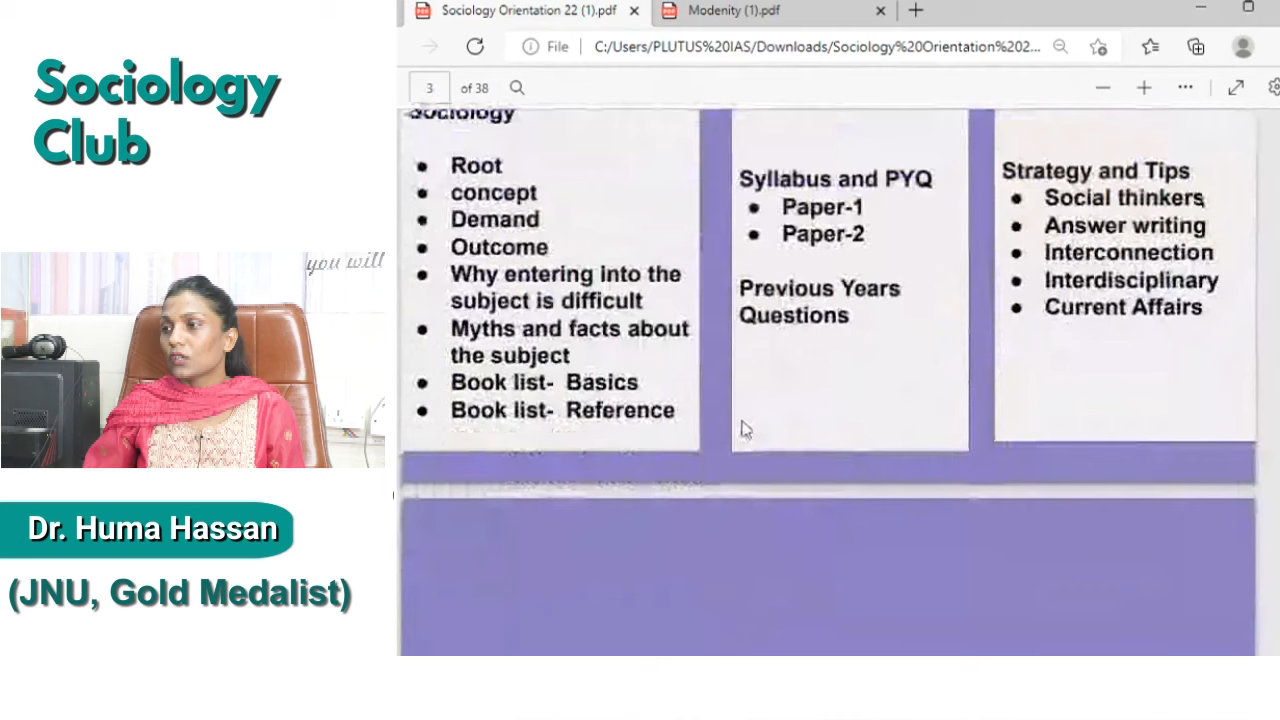 Sociology
Club
you will
Dr. Huma Hassan
(JNU, Gold Medalist)
Sociology Orientation 22 (1).pdf
Modenity (1).pdf
File
C:/Users/PLUTUS%20IAS/Downloads/Sociology%20Orientation%202...
3
of 38
Sociology
Root
concept
Demand
Outcome
Why entering into the
subject is difficult
Myths and facts about
the subject
Book list- Basics
Book list- Reference
Syllabus and PYQ
Paper-1
Paper-2
Previous Years
Questions
Strategy and Tips
Social thinkers
Answer writing
Interconnection
Interdisciplinary
Current Affairs